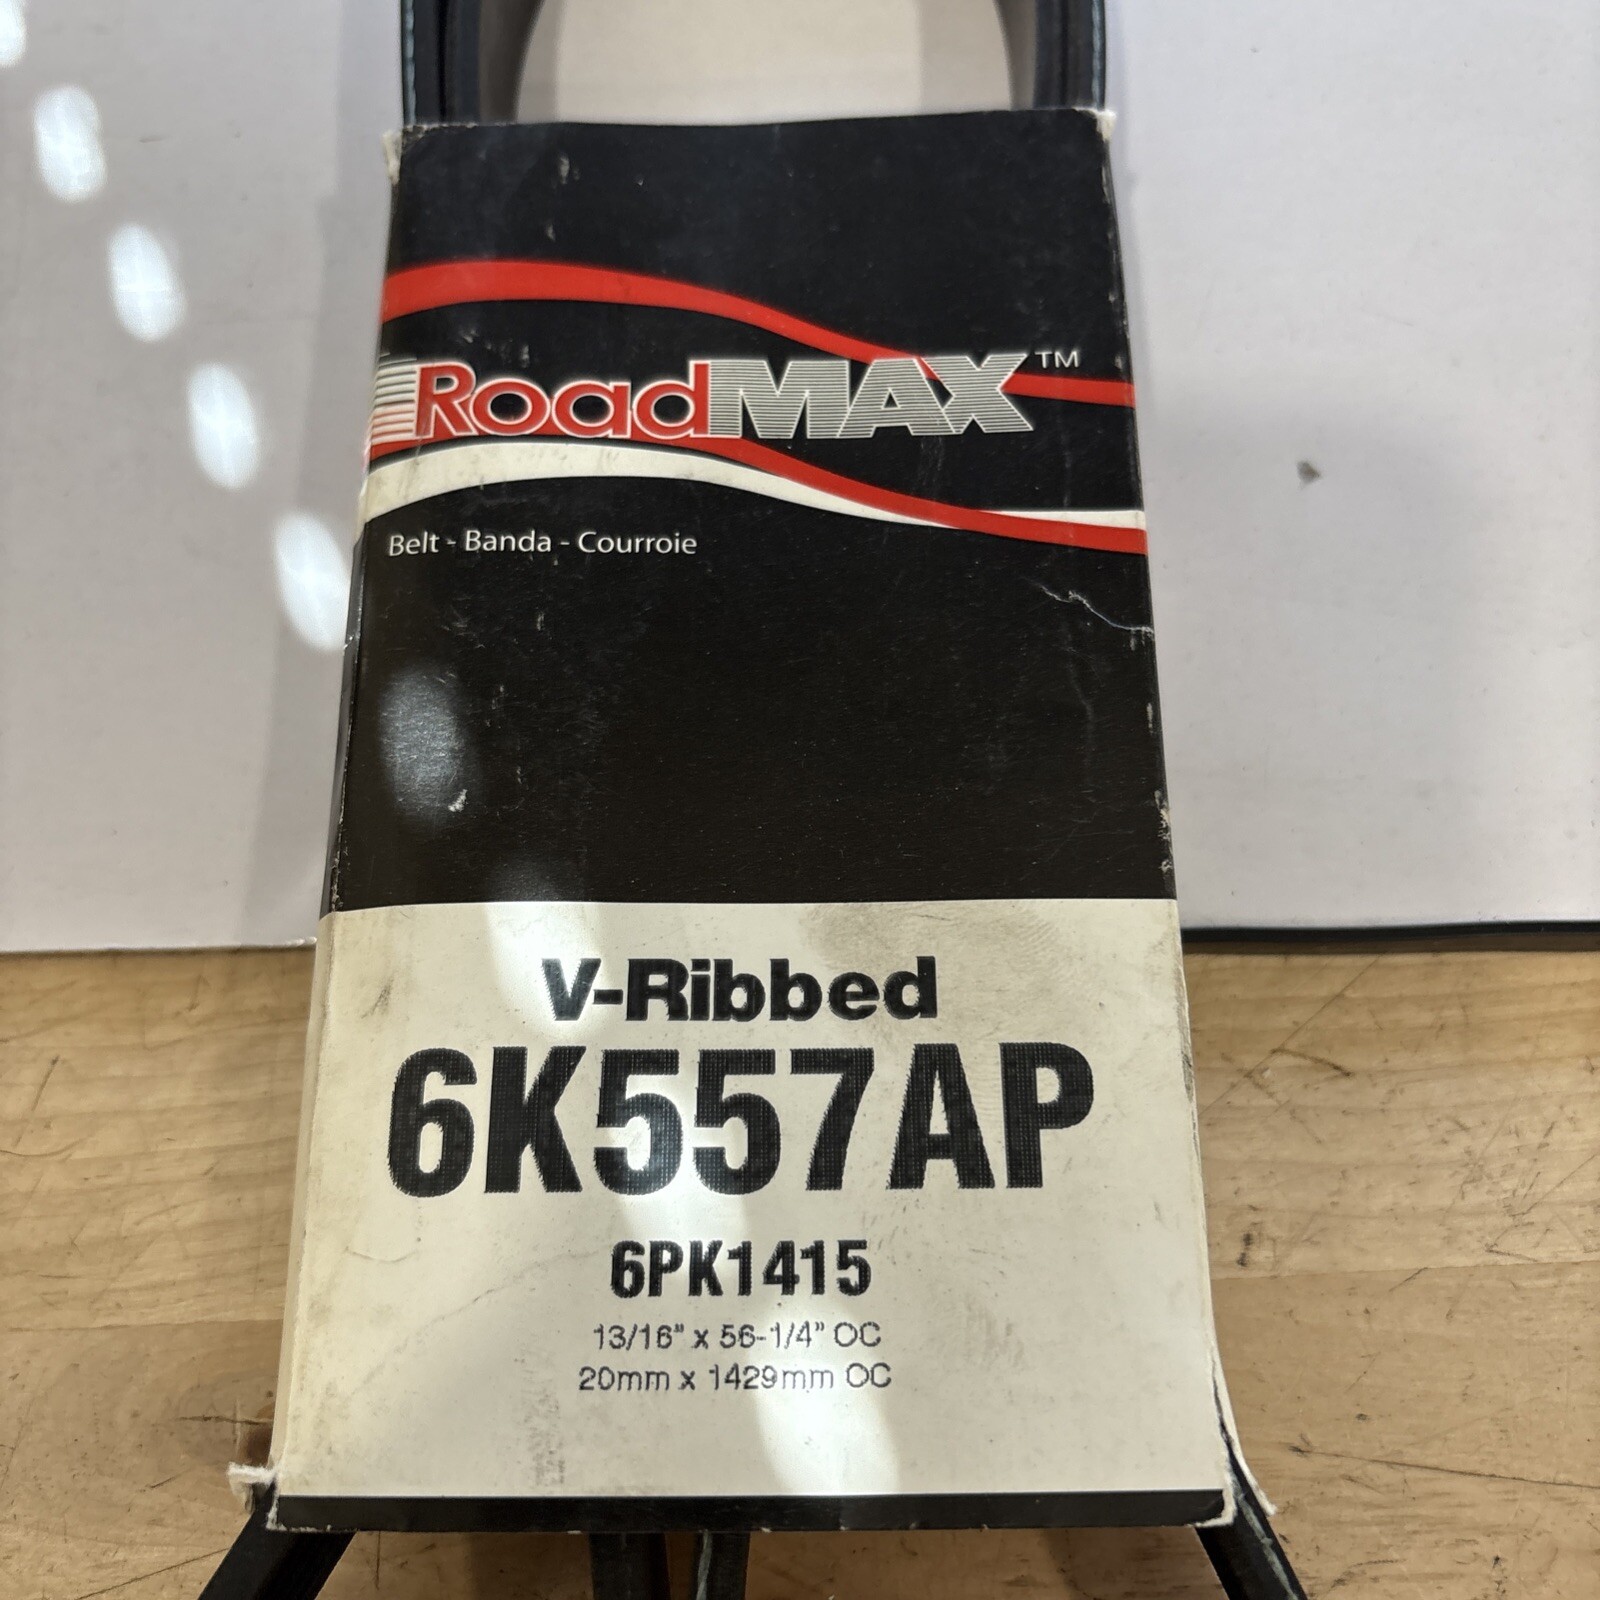 RoadMAX™
Belt - Banda - Courroie
V-Ribbed
6K557AP
6PK1415
13/16" x 56-1/4" OC
20mm x 1429mm OC